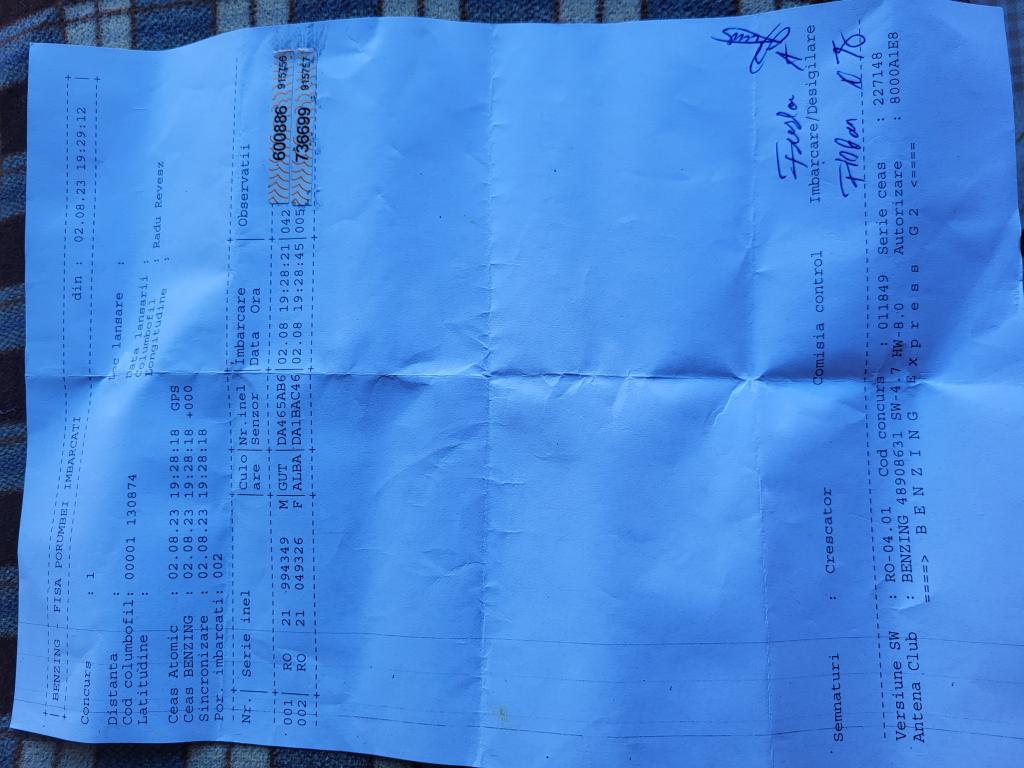 BENZING - FISA PORUMBEI IMBARCATI din : 02.08.23 19:29:12
Concurs : 1
Distanta : Loc lansare :
Cod columbofil: 00001 130874 Data lansarii :
Latitudine : Columbofil : Radu Revesz
Longitudine :
Ceas Atomic : 02.08.23 19:28:18 GPS
Ceas BENZING : 02.08.23 19:28:18 +000
Sincronizare : 02.08.23 19:28:18
Por. imbarcati: 002
Nr. | Serie inel |Culo|Nr.inel |Imbarcare | Observatii
|are |Senzor |Data Ora |
001| RO 21 994349 M|GUT |DA465AB6|02.08 19:28:21|042 600886 915756
002| RO 21 049326 F|ALBA|DA1BAC46|02.08 19:28:45|005 736699 915757
Semnaturi : Crescator Comisia control Imbarcare/Desigilare
Versiune SW : RO-04.01 Cod concurs : 011849 Serie ceas : 227148
Antena Club : BENZING 48908631 SW-4.7 HW-8.0 Autorizare : 8000A1E8
====> B E N Z I N G E x p r e s s G 2 <====